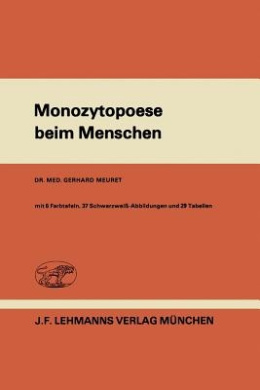 Monozytopoese
beim Menschen
DR. MED. GERHARD MEURET
mit 6 Farbtafeln, 37 Schwarzweiß-Abbildungen und 29 Tabellen
J.F. LEHMANNS VERLAG MÜNCHEN